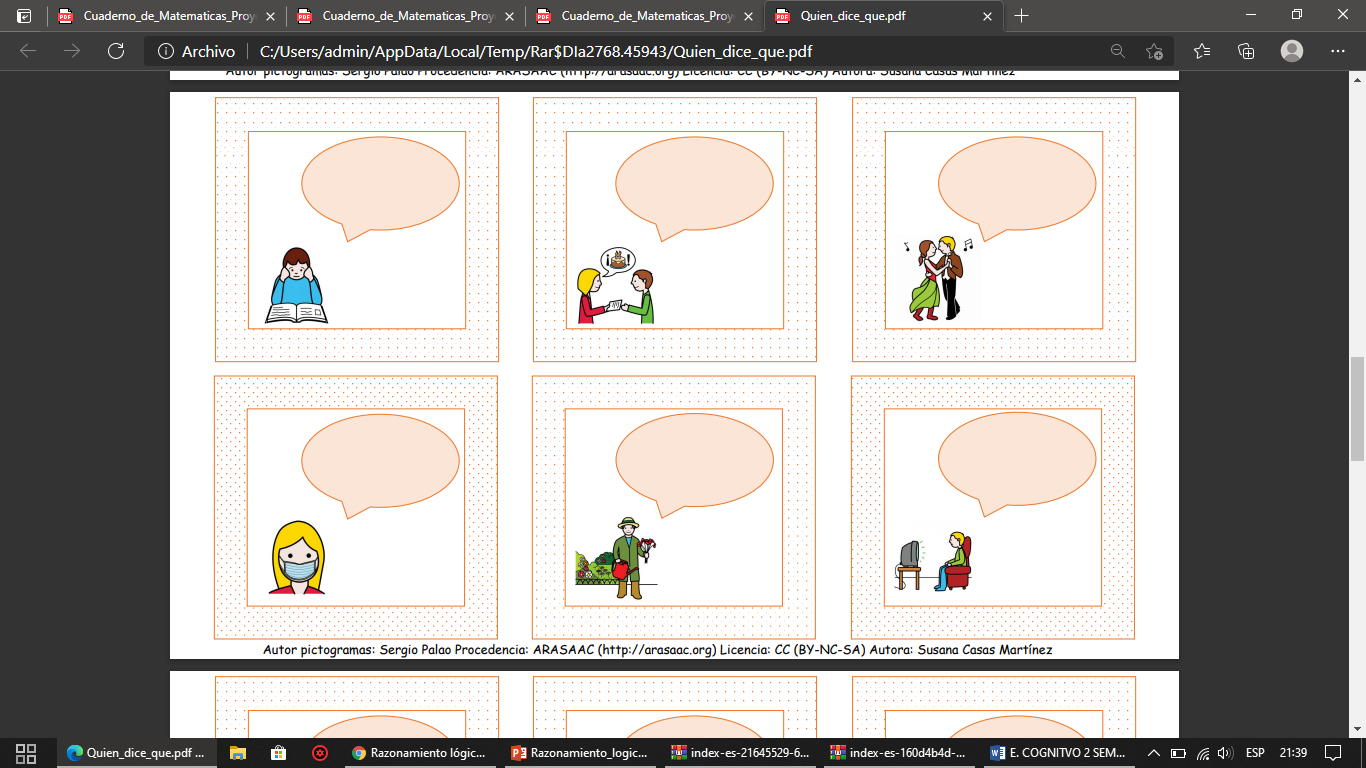 Cuaderno_de_Matematicas_Proy
Cuaderno_de_Matematicas_Proy
Cuaderno_de_Matematicas_Proy
Quien_dice_que.pdf
Archivo
C:/Users/admin/AppData/Local/Temp/Rar$DIa2768.45943/Quien_dice_que.pdf
Autor pictogramas: Sergio Palao Procedencia: ARASAAC (http://arasaac.org) Licencia: CC (BY-NC-SA) Autora: Susana Casas Martínez
¡ !
Autor pictogramas: Sergio Palao Procedencia: ARASAAC (http://arasaac.org) Licencia: CC (BY-NC-SA) Autora: Susana Casas Martínez
Quien_dice_que.pdf ...
Razonamiento lógic...
Razonamiento_logic...
index-es-21645529-6...
index-es-160d4b4d-...
E. COGNITVO 2 SEM...
ESP
21:39